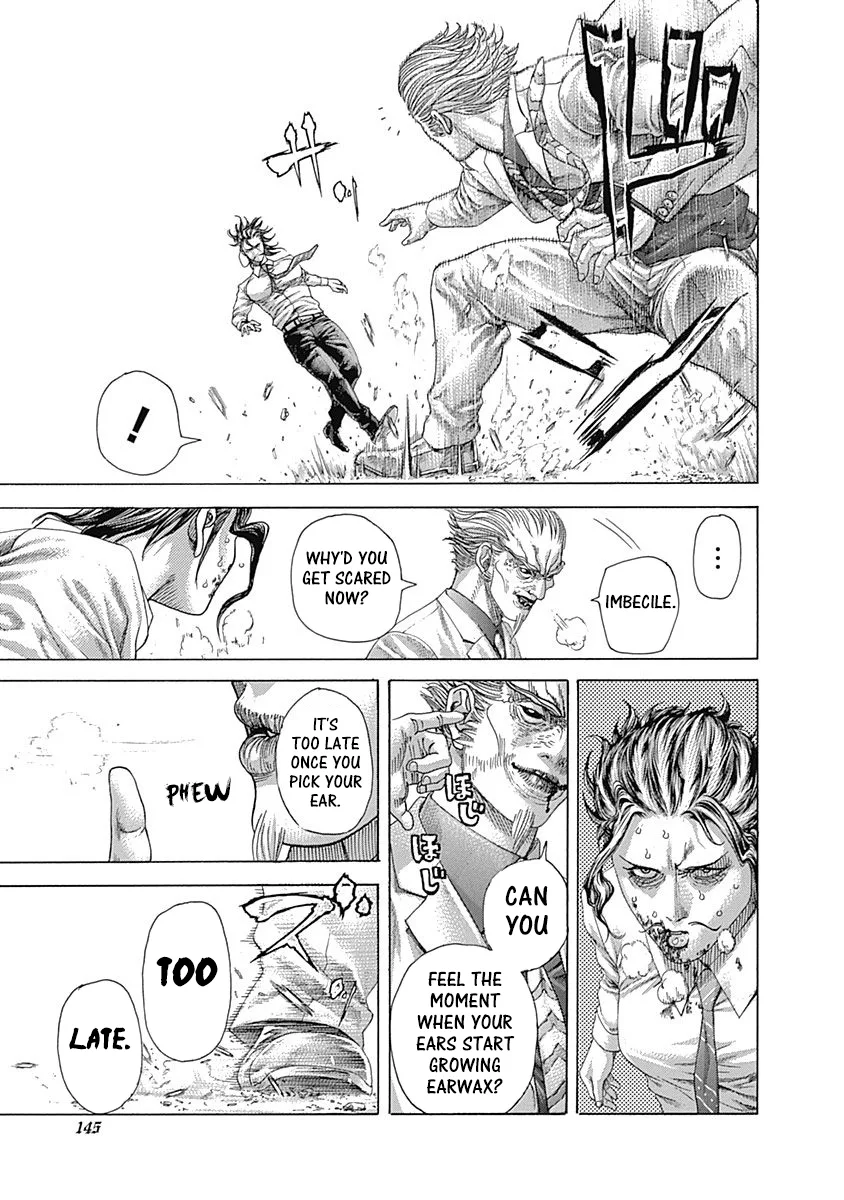 !
...
IMBECILE.
WHY'D YOU
GET SCARED
NOW?
CAN
YOU
FEEL THE
MOMENT
WHEN YOUR
EARS START
GROWING
EARWAX?
ほじ
ほじ
IT'S
TOO LATE
ONCE YOU
PICK YOUR
EAR.
PHEW
TOO
LATE.
145